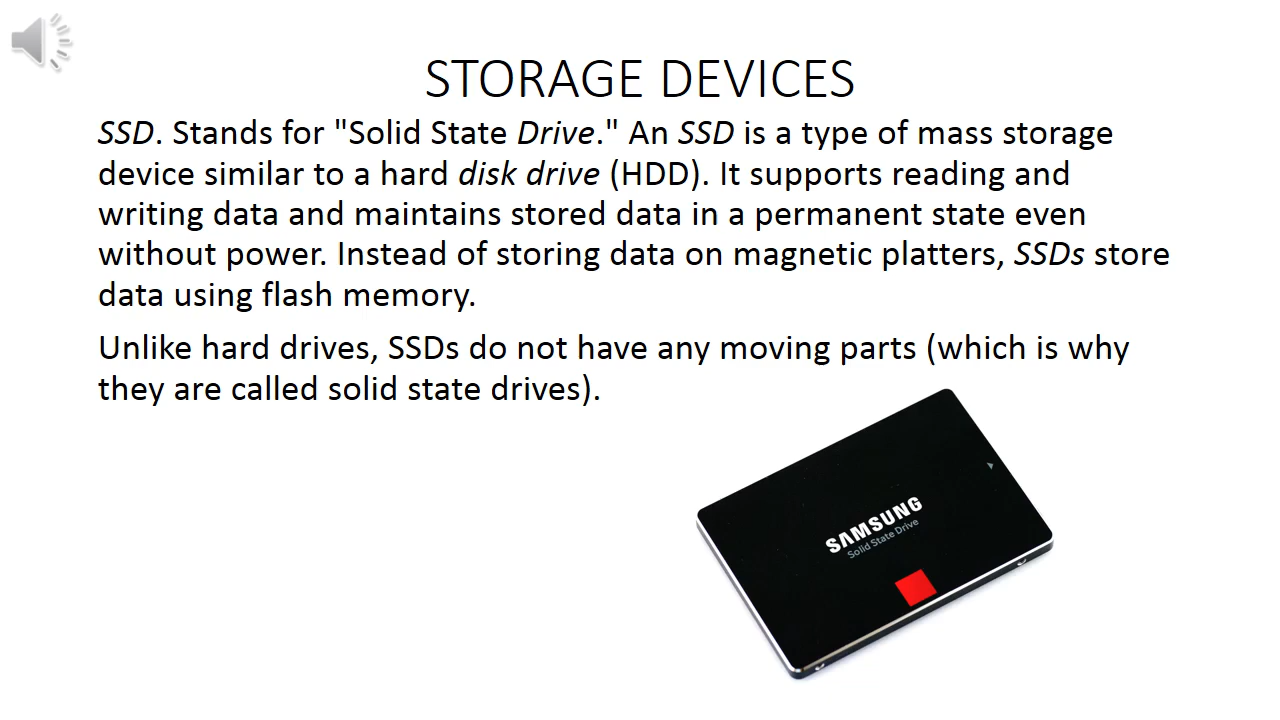 STORAGE DEVICES
SSD. Stands for "Solid State Drive." An SSD is a type of mass storage
device similar to a hard disk drive (HDD). It supports reading and
writing data and maintains stored data in a permanent state even
without power. Instead of storing data on magnetic platters, SSDs store
data using flash memory.
Unlike hard drives, SSDs do not have any moving parts (which is why
they are called solid state drives).
SAMSUNG
Solid State Drive